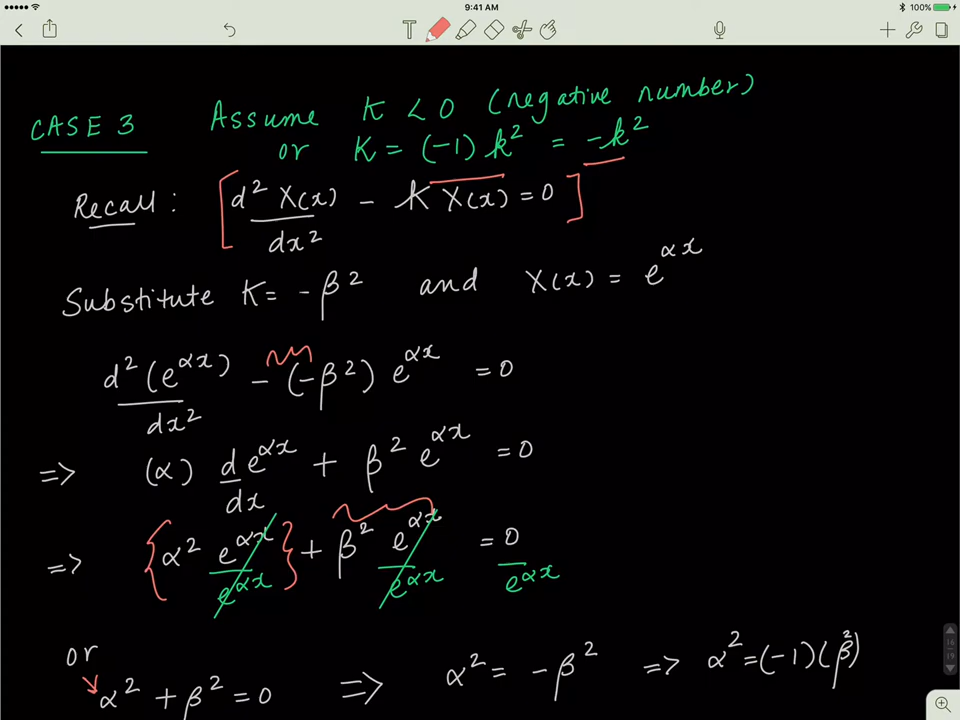 9:41 AM
100%
CASE 3 Assume K < 0 (negative number)
or K = (-1) k² = -k²
Recall : [ d² X(x)/dx² - K X(x) = 0 ]
Substitute K = - β² and X(x) = e^αx
d² (e^αx)/dx² - (-β²) e^αx = 0
=> (α) d e^αx/dx + β² e^αx = 0
=> { α² e^αx/e^αx } + β² e^αx/e^αx = 0/e^αx
or
α² + β² = 0 => α² = - β² => α² = (-1) (β²)